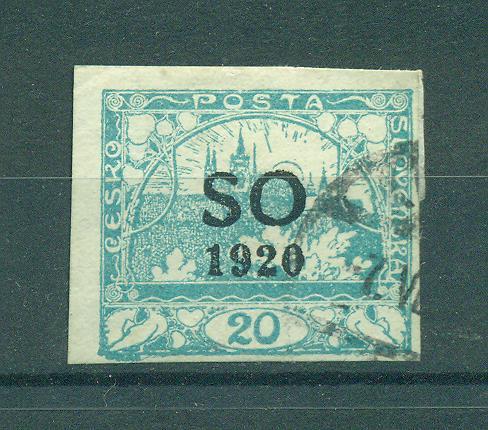 POSTA
ČESKO
SLOVENSKÁ
SO
1920
20